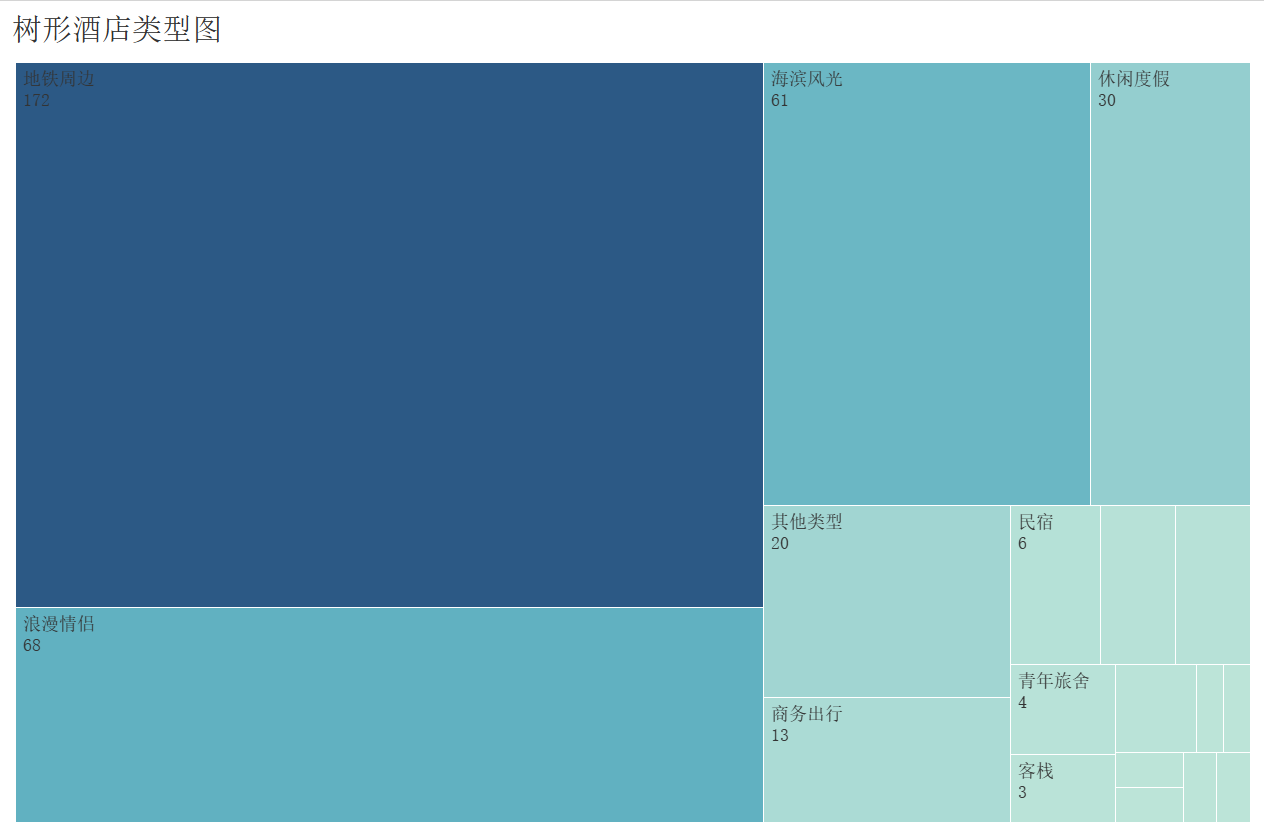 树形酒店类型图
地铁周边
172
海滨风光
61
休闲度假
30
其他类型
20
民宿
6
浪漫情侣
68
青年旅舍
4
商务出行
13
客栈
3